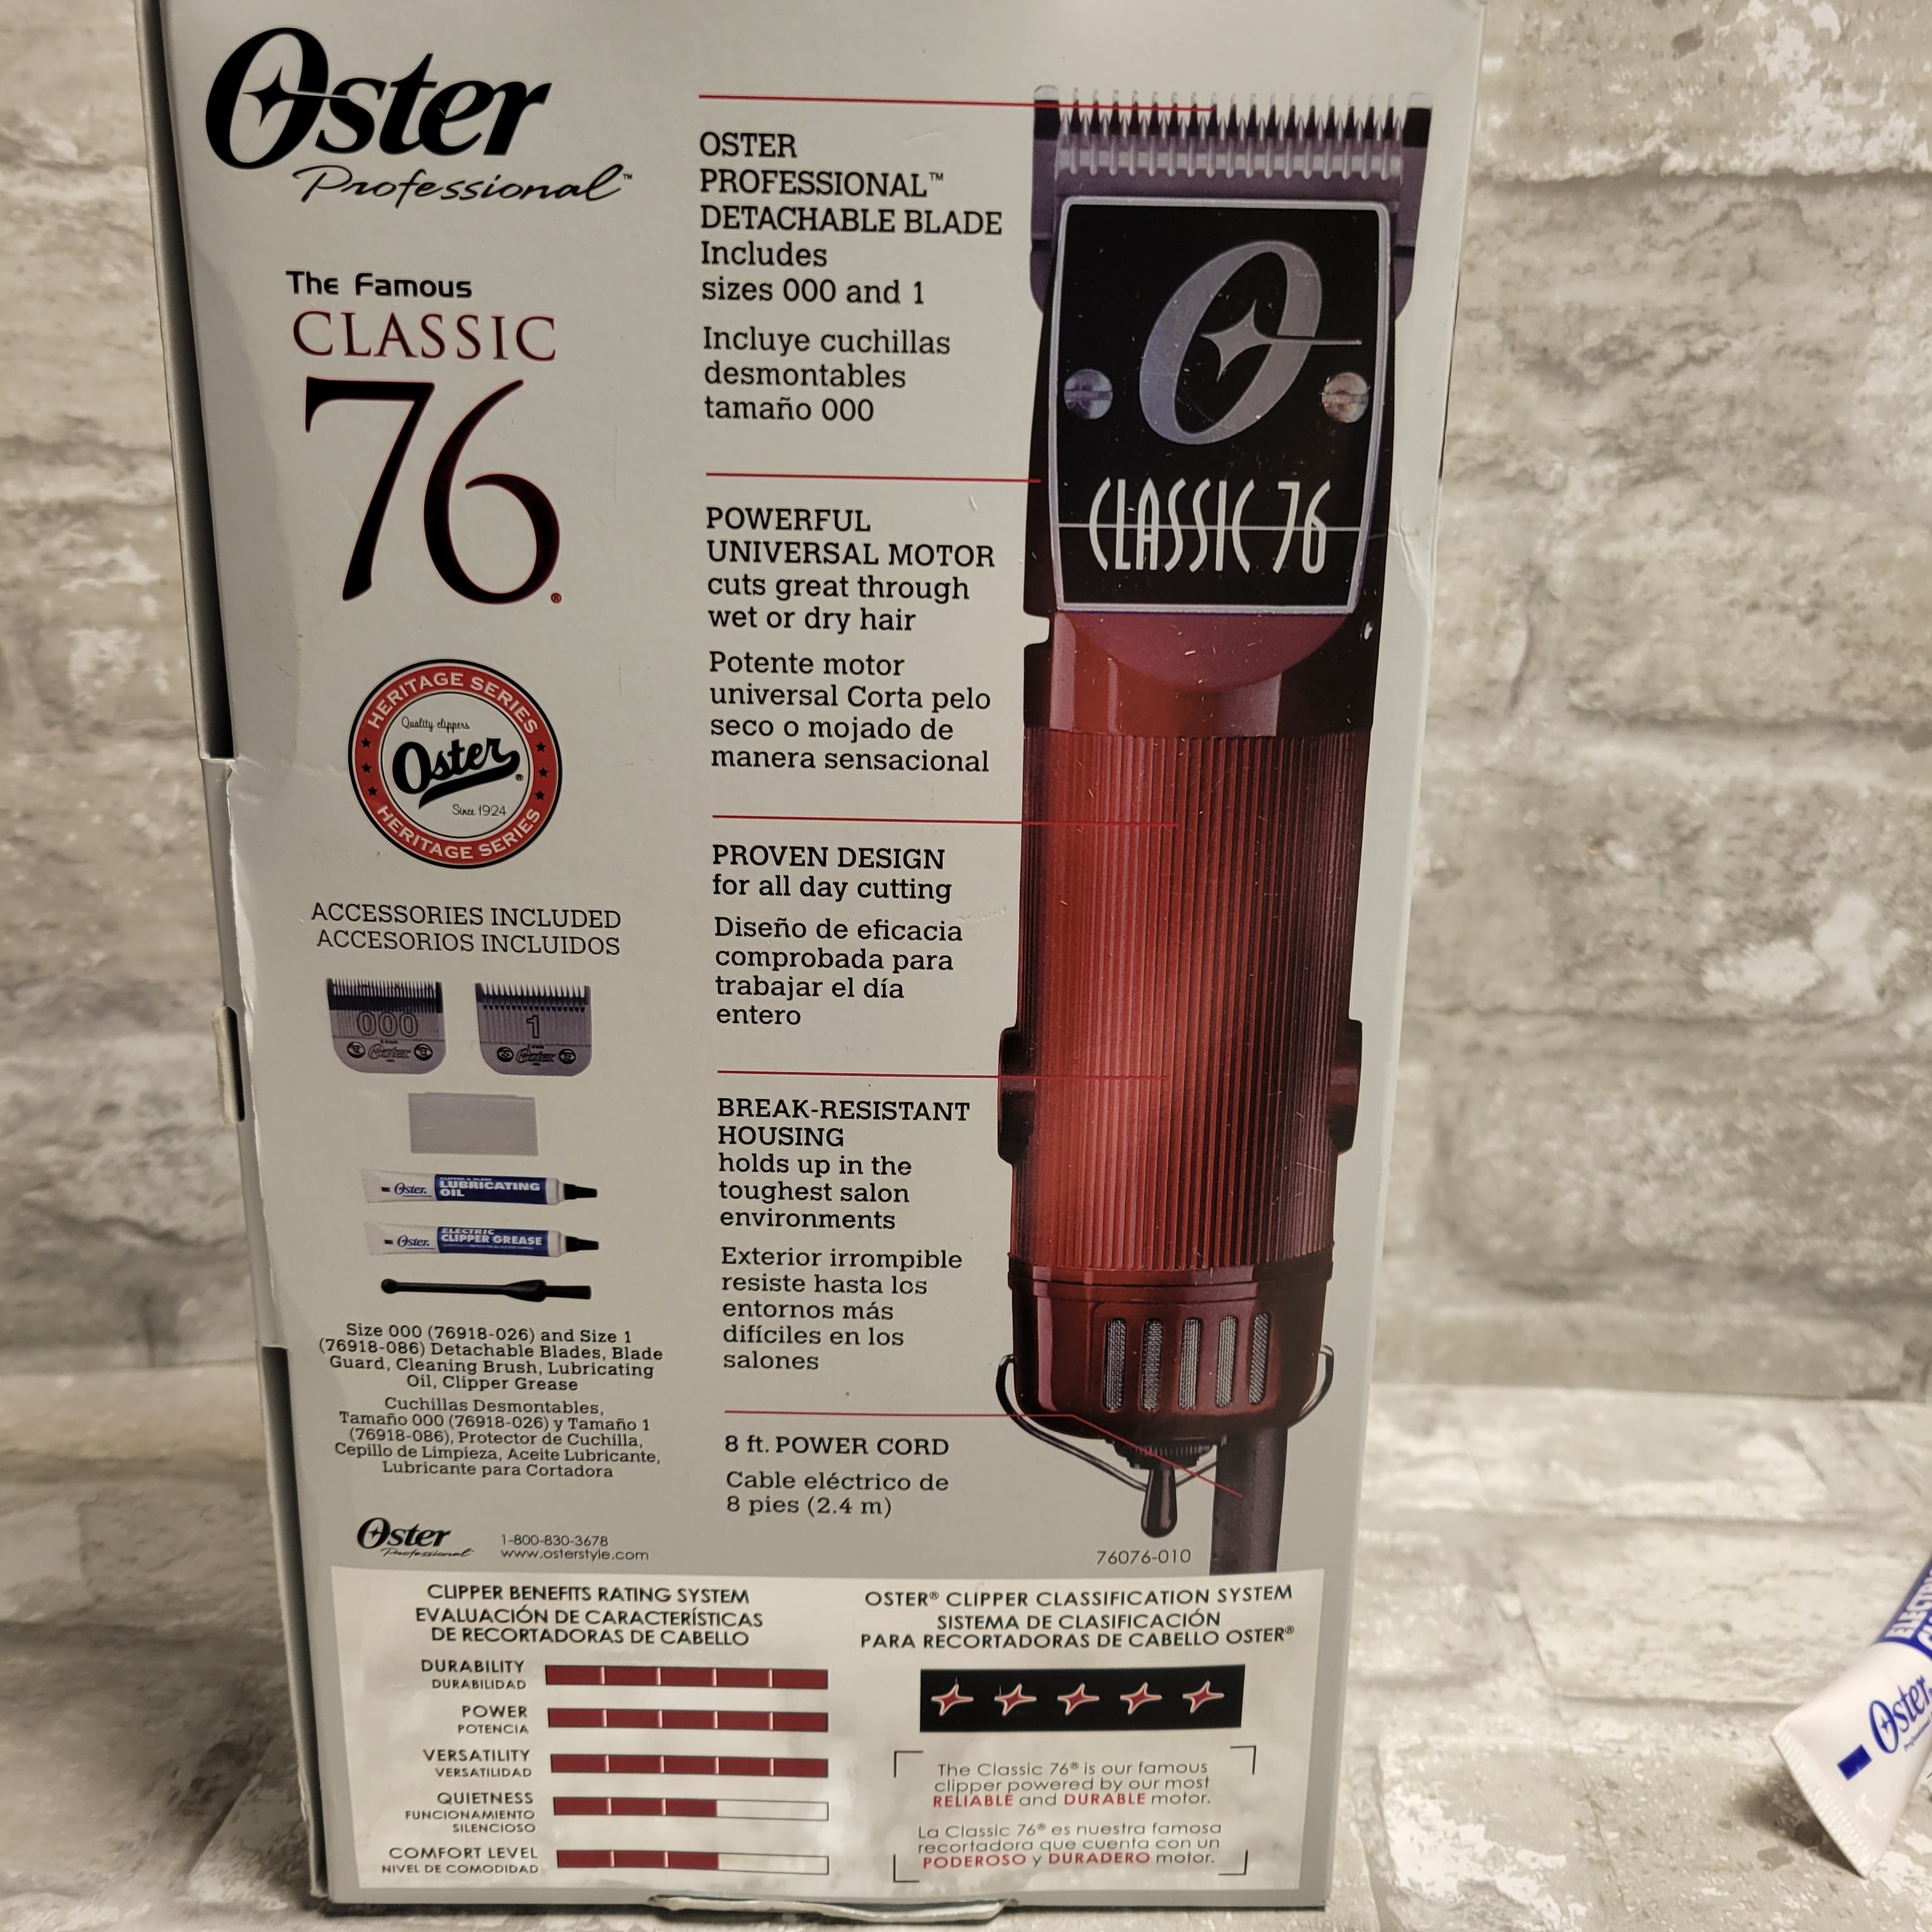 Oster
Professional™
The Famous
CLASSIC
76®
HERITAGE SERIES
Quality clippers
Oster®
Since 1924
HERITAGE SERIES
ACCESSORIES INCLUDED
ACCESORIOS INCLUIDOS
000
Oster
1
Oster
Oster.
LUBRICATING
OIL
Oster.
ELECTRIC
CLIPPER GREASE
Size 000 (76918-026) and Size 1
(76918-086) Detachable Blades, Blade
Guard, Cleaning Brush, Lubricating
Oil, Clipper Grease
Cuchillas Desmontables,
Tamaño 000 (76918-026) y Tamaño 1
(76918-086), Protector de Cuchilla,
Cepillo de Limpieza, Aceite Lubricante,
Lubricante para Cortadora
Oster
Professional
1-800-830-3678
www.osterstyle.com
OSTER
PROFESSIONAL™
DETACHABLE BLADE
Includes
sizes 000 and 1
Incluye cuchillas
desmontables
tamaño 000
POWERFUL
UNIVERSAL MOTOR
cuts great through
wet or dry hair
Potente motor
universal Corta pelo
seco o mojado de
manera sensacional
PROVEN DESIGN
for all day cutting
Diseño de eficacia
comprobada para
trabajar el día
entero
BREAK-RESISTANT
HOUSING
holds up in the
toughest salon
environments
Exterior irrompible
resiste hasta los
entornos más
difíciles en los
salones
8 ft. POWER CORD
Cable eléctrico de
8 pies (2.4 m)
CLASSIC 76
76076-010
CLIPPER BENEFITS RATING SYSTEM
EVALUACIÓN DE CARACTERÍSTICAS
DE RECORTADORAS DE CABELLO
DURABILITY
DURABILIDAD
POWER
POTENCIA
VERSATILITY
VERSATILIDAD
QUIETNESS
FUNCIONAMIENTO
SILENCIOSO
COMFORT LEVEL
NIVEL DE COMODIDAD
OSTER® CLIPPER CLASSIFICATION SYSTEM
SISTEMA DE CLASIFICACIÓN
PARA RECORTADORAS DE CABELLO OSTER®
The Classic 76® is our famous
clipper powered by our most
RELIABLE and DURABLE motor.
La Classic 76® es nuestra famosa
recortadora que cuenta con un
PODEROSO y DURADERO motor.
Oster